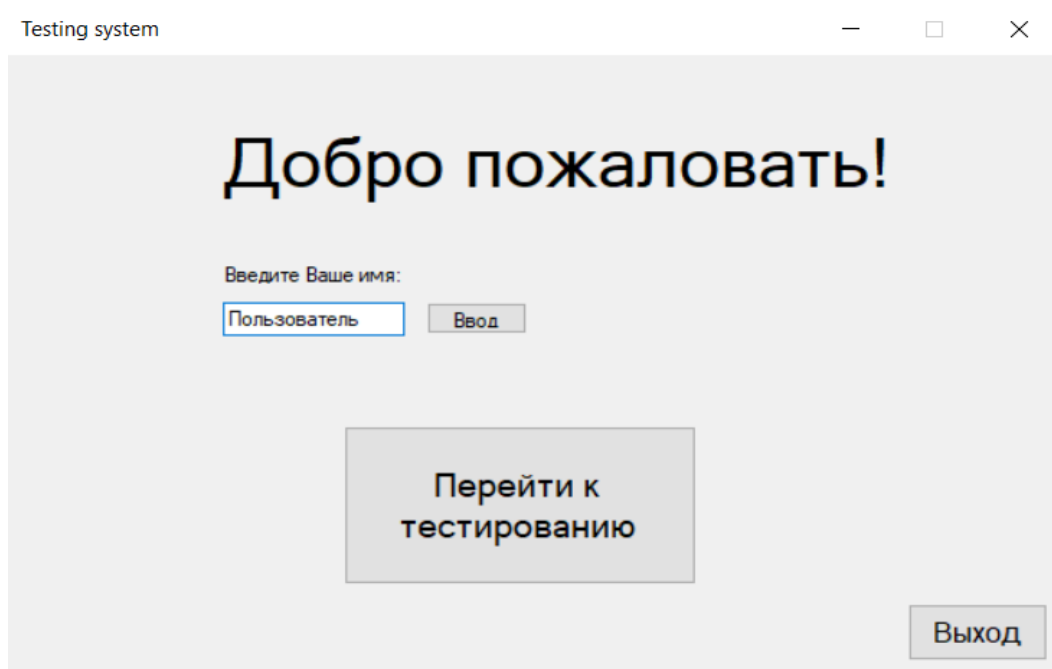 Testing system
Добро пожаловать!
Введите Ваше имя:
Пользователь
Ввод
Перейти к
тестированию
Выход